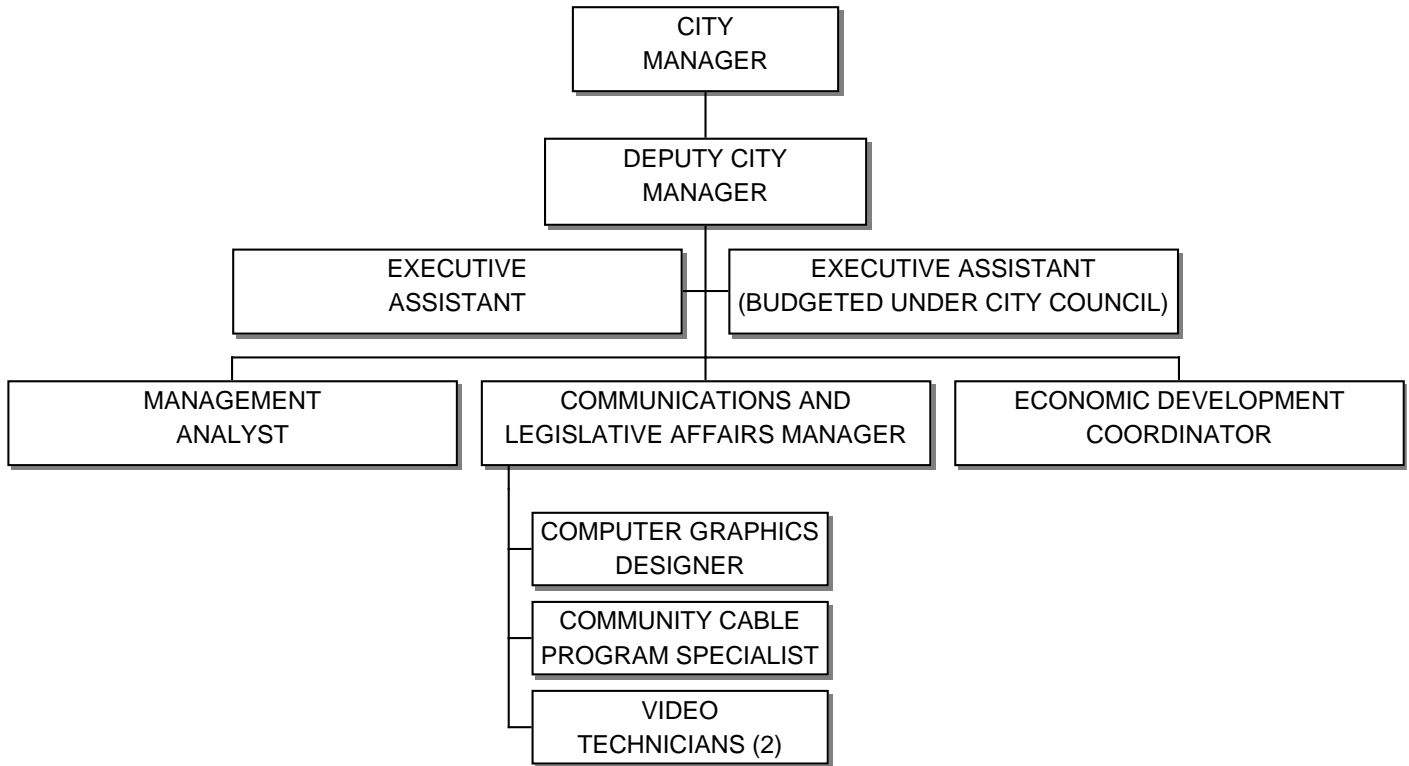 CITY
MANAGER
DEPUTY CITY
MANAGER
EXECUTIVE
ASSISTANT
EXECUTIVE ASSISTANT
(BUDGETED UNDER CITY COUNCIL)
MANAGEMENT
ANALYST
COMMUNICATIONS AND
LEGISLATIVE AFFAIRS MANAGER
ECONOMIC DEVELOPMENT
COORDINATOR
COMPUTER GRAPHICS
DESIGNER
COMMUNITY CABLE
PROGRAM SPECIALIST
VIDEO
TECHNICIANS (2)